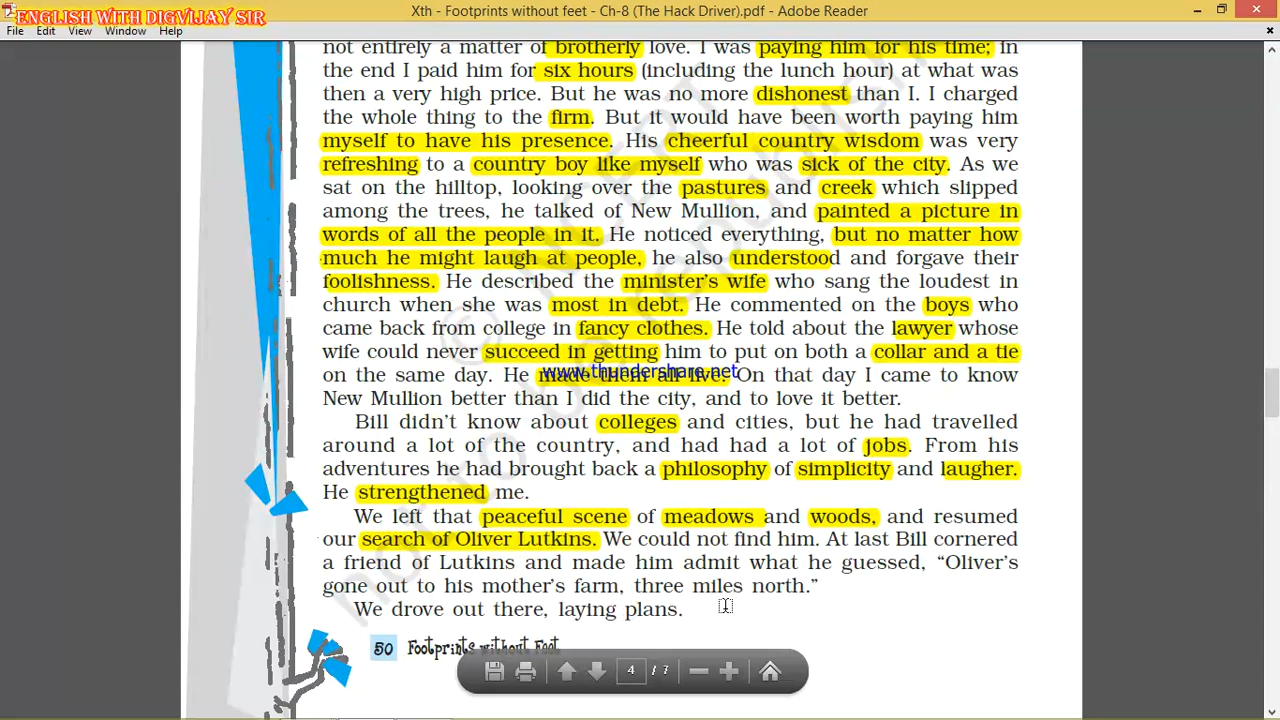 ENGLISH WITH DIGVIJAY SIR
Xth - Footprints without feet - Ch-8 (The Hack Driver).pdf - Adobe Reader
File Edit View Window Help
not entirely a matter of brotherly love. I was paying him for his time; in
the end I paid him for six hours (including the lunch hour) at what was
then a very high price. But he was no more dishonest than I. I charged
the whole thing to the firm. But it would have been worth paying him
myself to have his presence. His cheerful country wisdom was very
refreshing to a country boy like myself who was sick of the city. As we
sat on the hilltop, looking over the pastures and creek which slipped
among the trees, he talked of New Mullion, and painted a picture in
words of all the people in it. He noticed everything, but no matter how
much he might laugh at people, he also understood and forgave their
foolishness. He described the minister's wife who sang the loudest in
church when she was most in debt. He commented on the boys who
came back from college in fancy clothes. He told about the lawyer whose
wife could never succeed in getting him to put on both a collar and a tie
www.thundershare.net
on the same day. He made them all live. On that day I came to know
New Mullion better than I did the city, and to love it better.
Bill didn't know about colleges and cities, but he had travelled
around a lot of the country, and had had a lot of jobs. From his
adventures he had brought back a philosophy of simplicity and laugher.
He strengthened me.
We left that peaceful scene of meadows and woods, and resumed
our search of Oliver Lutkins. We could not find him. At last Bill cornered
a friend of Lutkins and made him admit what he guessed, “Oliver's
gone out to his mother's farm, three miles north.”
We drove out there, laying plans.
50 Footprints without Feet
4 / 7